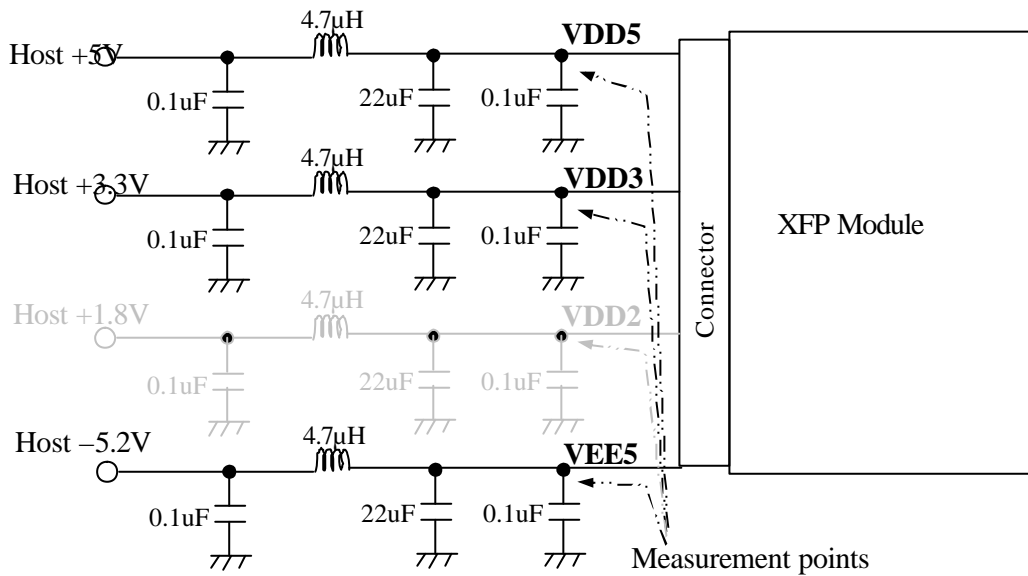 4.7µH
VDD5
Host +5V
0.1uF
22uF
0.1uF
4.7µH
VDD3
Host +3.3V
0.1uF
22uF
0.1uF
XFP Module
Connector
4.7µH
VDD2
Host +1.8V
0.1uF
22uF
0.1uF
4.7µH
VEE5
Host –5.2V
0.1uF
22uF
0.1uF
Measurement points